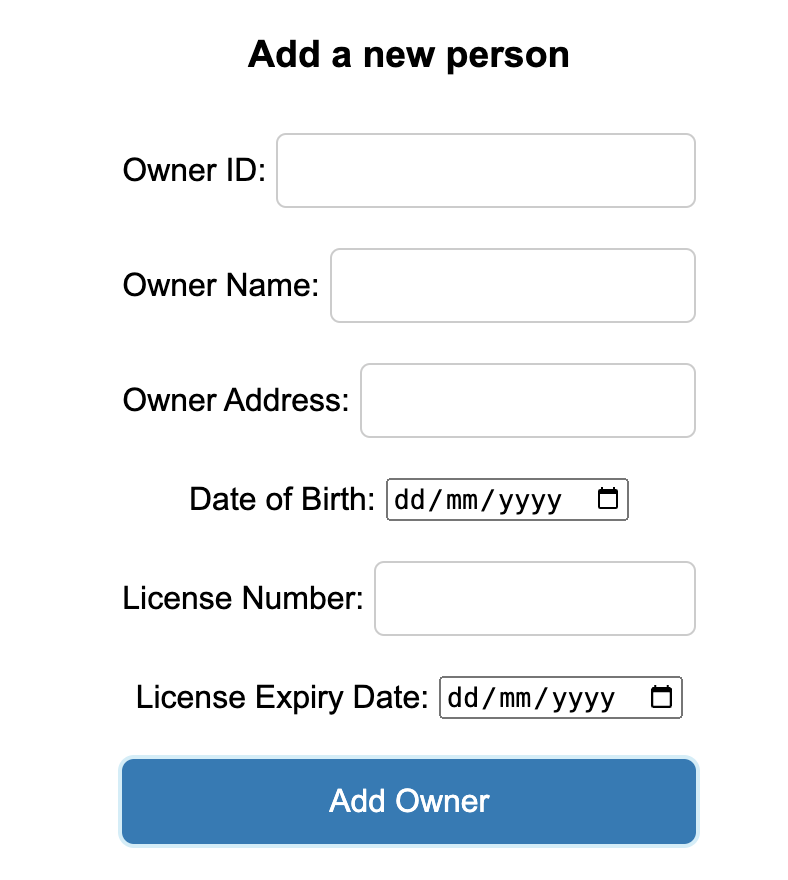 Add a new person
Owner ID:
Owner Name:
Owner Address:
Date of Birth: dd/mm/yyyy
License Number:
License Expiry Date: dd/mm/yyyy
Add Owner